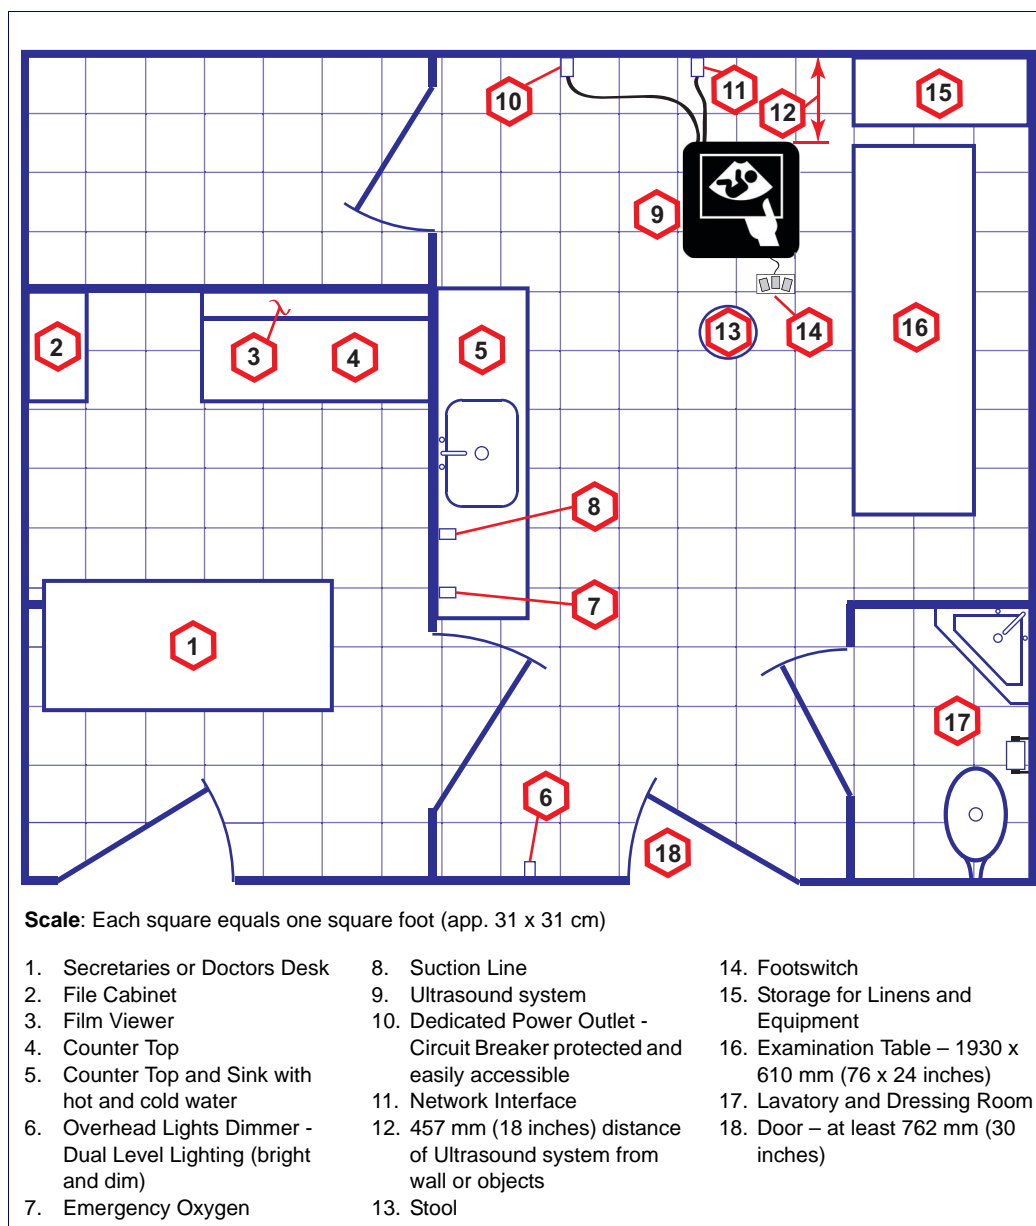 10
11
12
15
9
2
3
4
5
13
14
16
8
7
1
17
6
18
Scale: Each square equals one square foot (app. 31 x 31 cm)
1. Secretaries or Doctors Desk
2. File Cabinet
3. Film Viewer
4. Counter Top
5. Counter Top and Sink with
hot and cold water
6. Overhead Lights Dimmer -
Dual Level Lighting (bright
and dim)
7. Emergency Oxygen
8. Suction Line
9. Ultrasound system
10. Dedicated Power Outlet -
Circuit Breaker protected and
easily accessible
11. Network Interface
12. 457 mm (18 inches) distance
of Ultrasound system from
wall or objects
13. Stool
14. Footswitch
15. Storage for Linens and
Equipment
16. Examination Table – 1930 x
610 mm (76 x 24 inches)
17. Lavatory and Dressing Room
18. Door – at least 762 mm (30
inches)